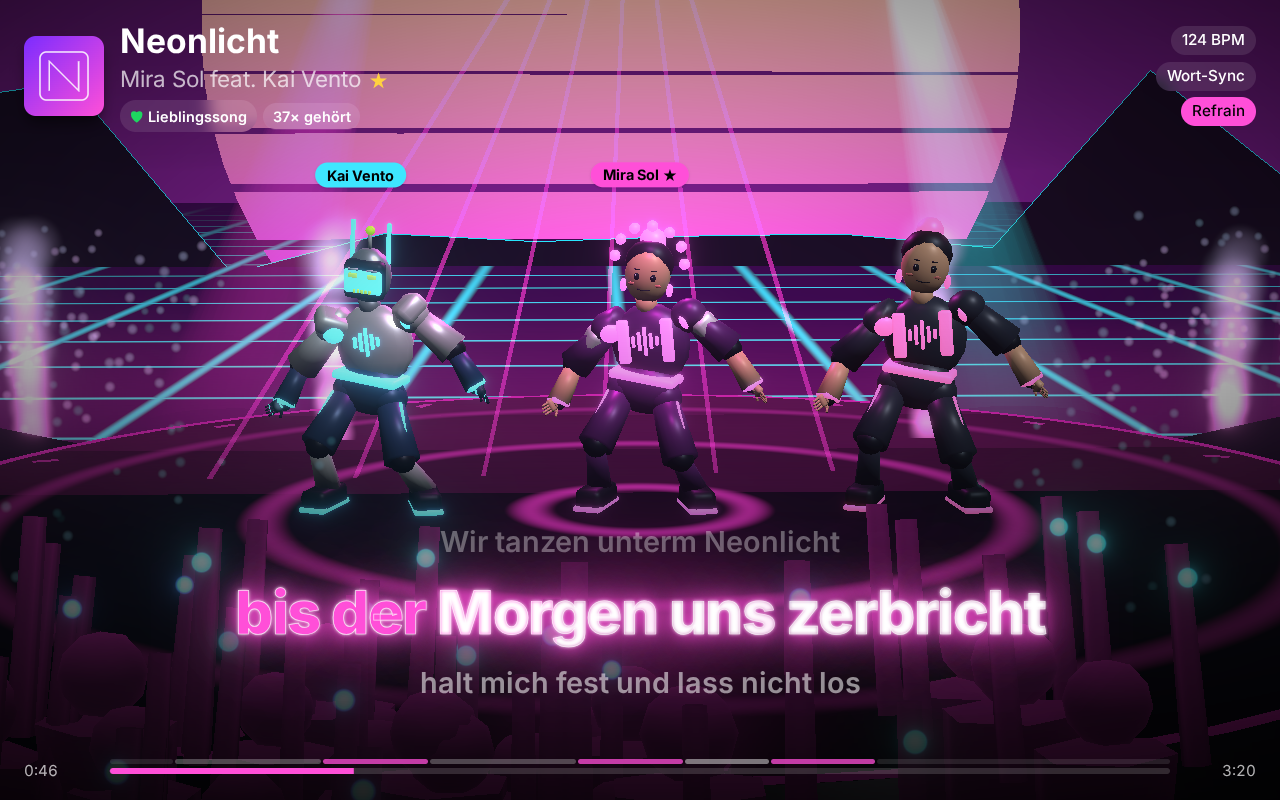 N
Neonlicht
Mira Sol feat. Kai Vento ★
Lieblingssong
37× gehört
124 BPM
Wort-Sync
Refrain
Kai Vento
Mira Sol ★
Wir tanzen unterm Neonlicht
bis der Morgen uns zerbricht
halt mich fest und lass nicht los
0:46
3:20